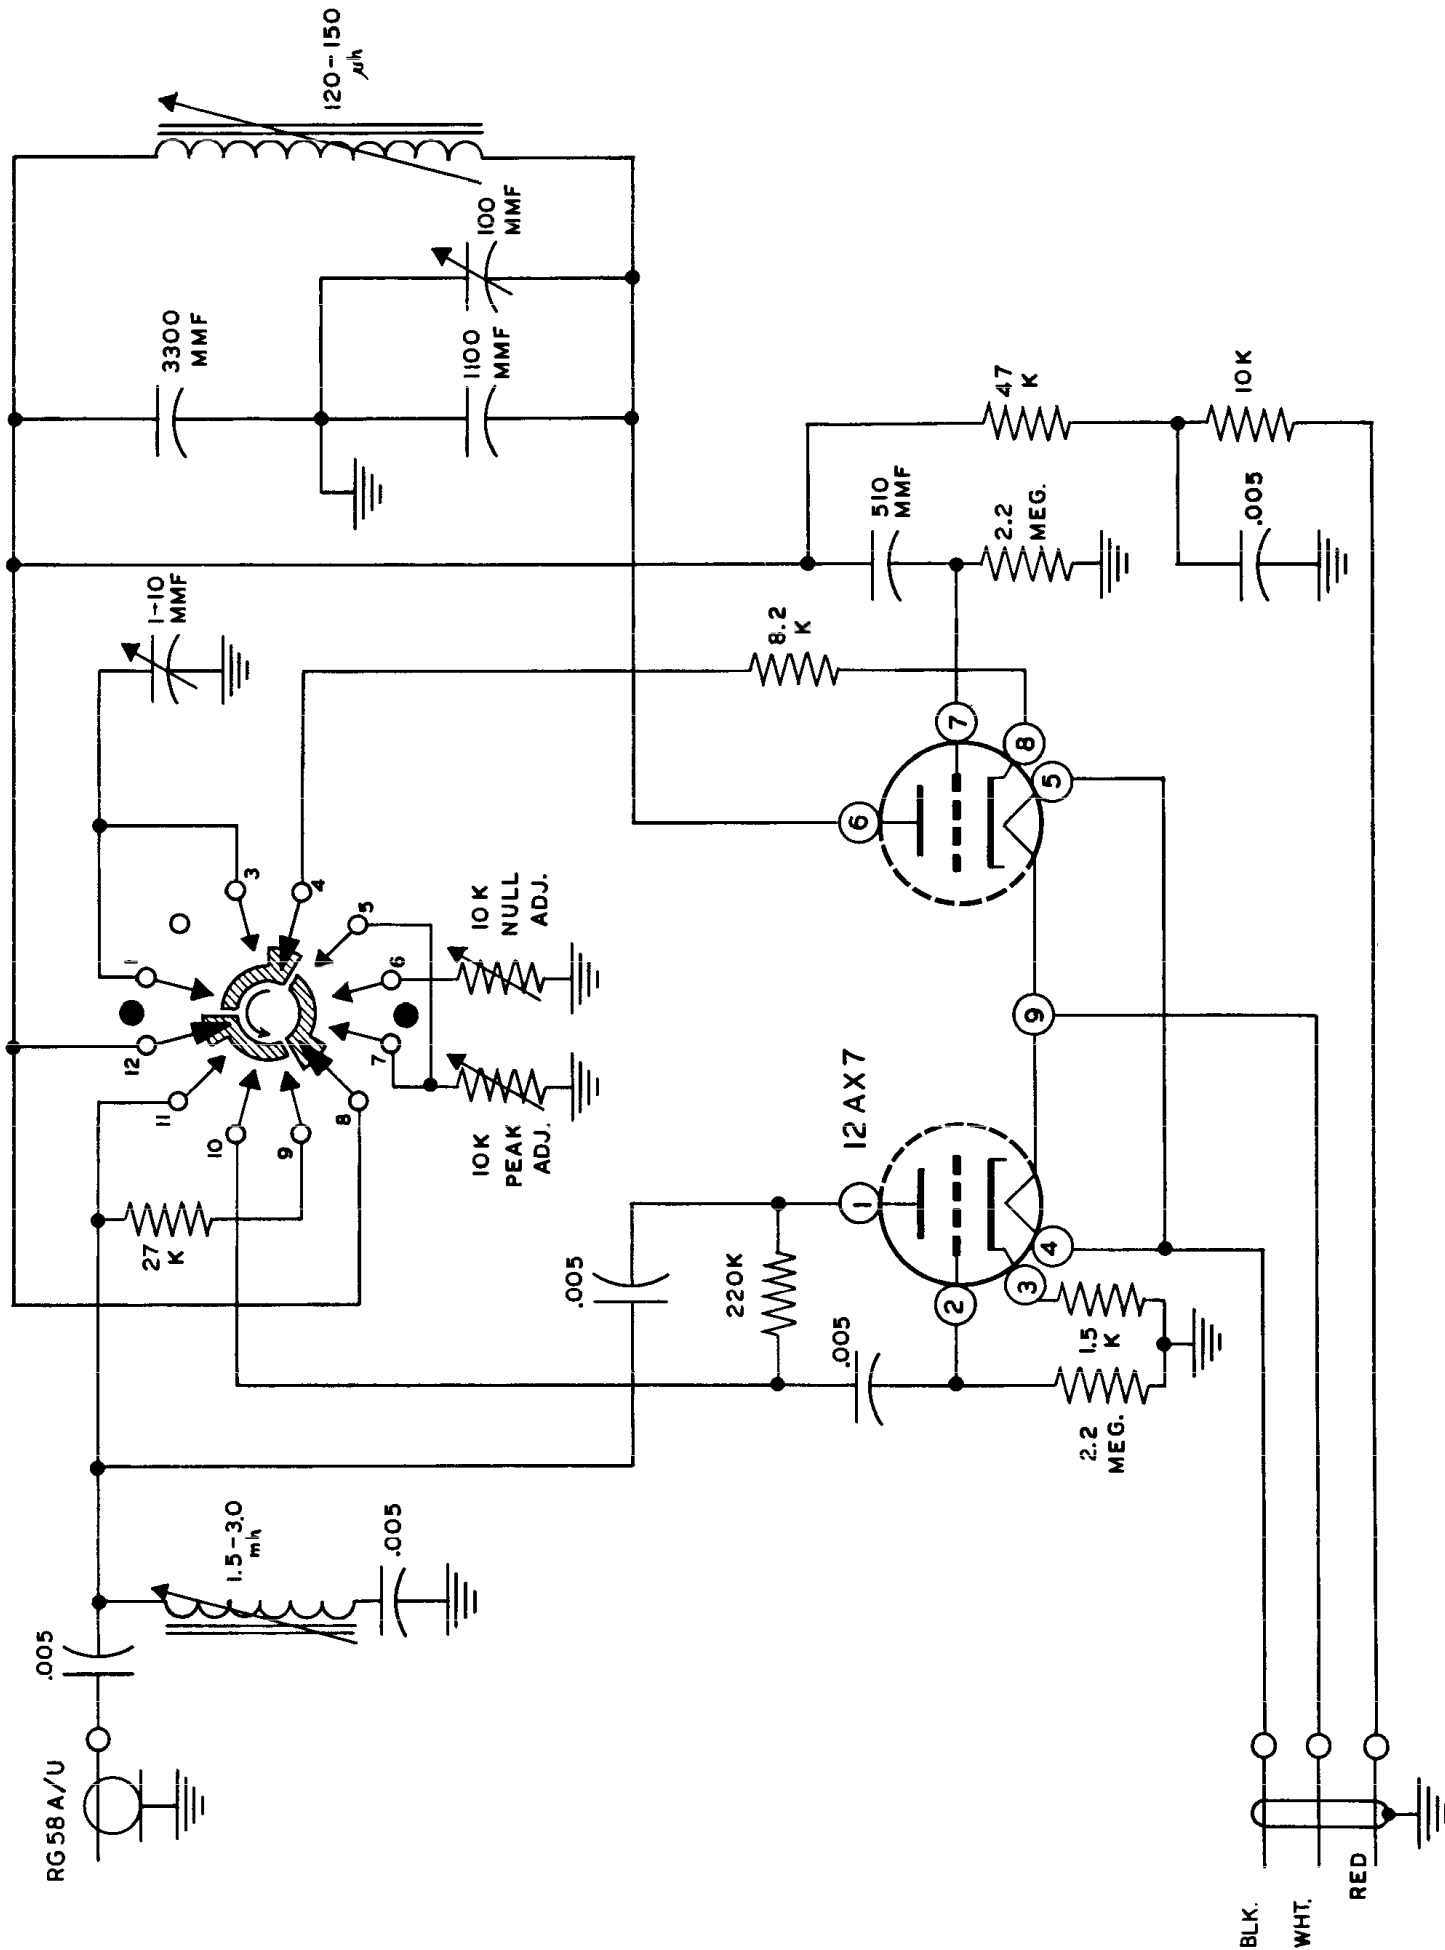 RG58A/U
.005
1.5-3.0
mh
.005
27
K
12
1
11
10
9
8
3
4
5
6
7
1-10
MMF
3300
MMF
120-150
µh
1100
MMF
100
MMF
10K
PEAK
ADJ.
10K
NULL
ADJ.
.005
220K
.005
8.2
K
510
MMF
2.2
MEG.
47
K
10K
.005
12AX7
1
2
3
4
9
6
7
8
5
2.2
MEG.
1.5
K
BLK.
WHT.
RED